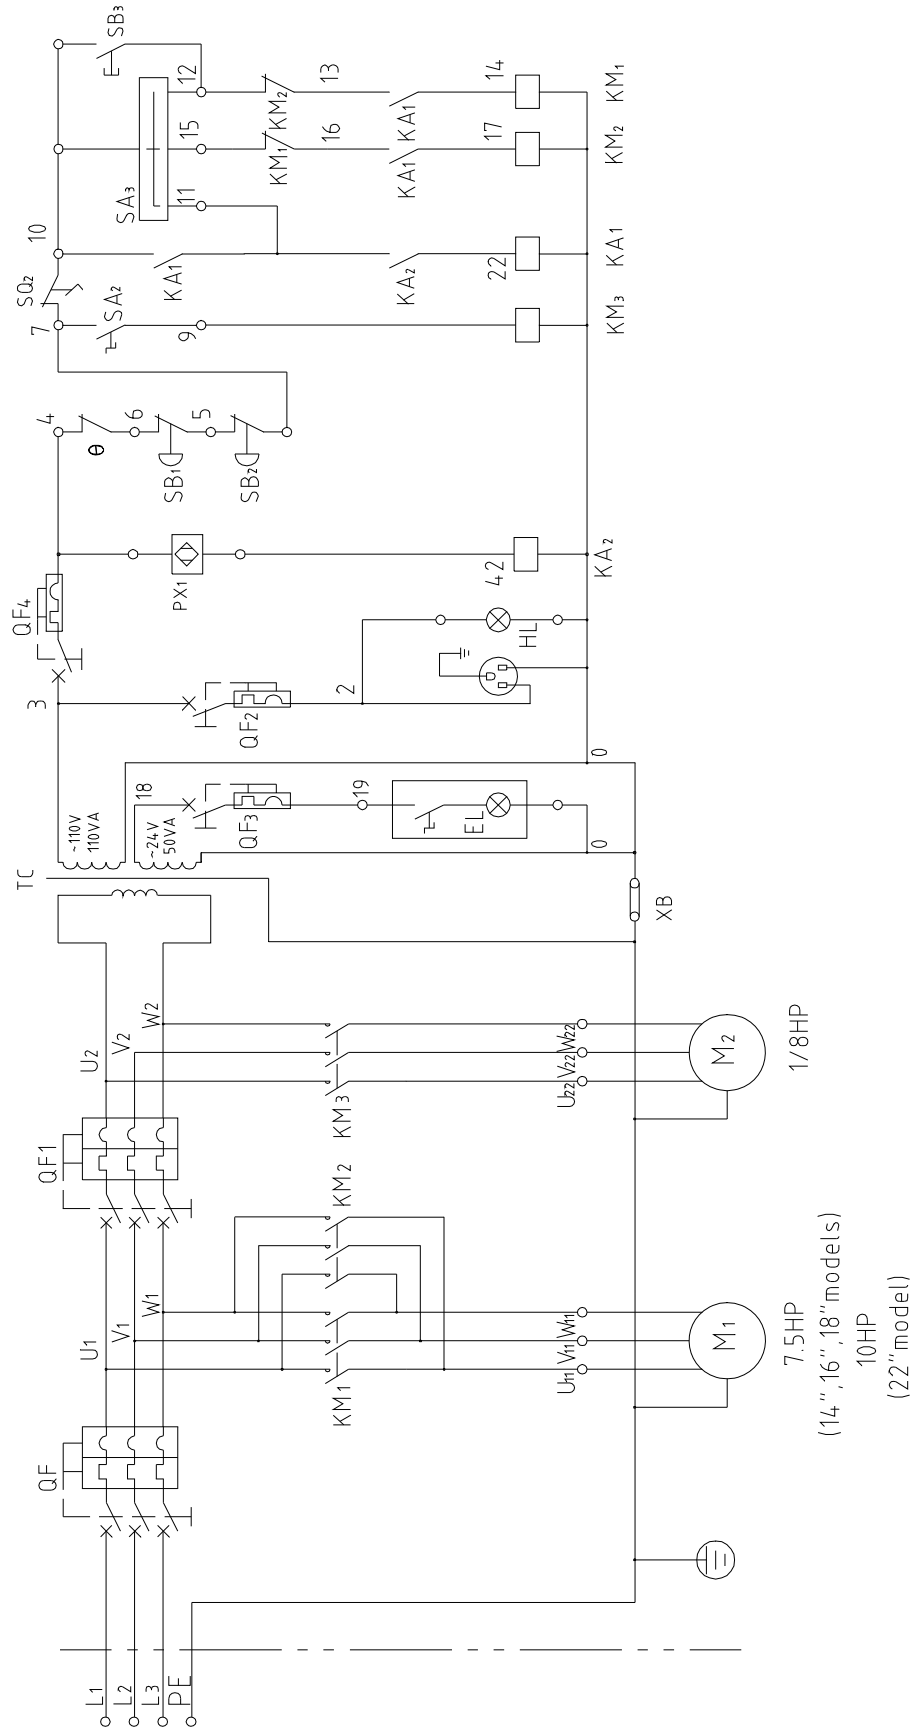 L1
L2
L3
PE
QF
U1
V1
W1
KM1
KM2
U11
V11
W11
M1
7.5HP
(14",16",18"models)
10HP
(22"model)
QF1
U2
V2
W2
KM3
U22
V22
W22
M2
1/8HP
TC
XB
~110V
110VA
~24V
50VA
18
QF3
19
EL
0
0
3
QF2
2
HL
QF4
PX1
42
KA2
4
θ
6
SB1
5
SB2
7
SA2
9
KM3
SQ2
10
KA1
KA2
22
KA1
SA3
11
15
12
SB3
KM1
16
KA1
17
KM2
KM2
13
KA1
14
KM1